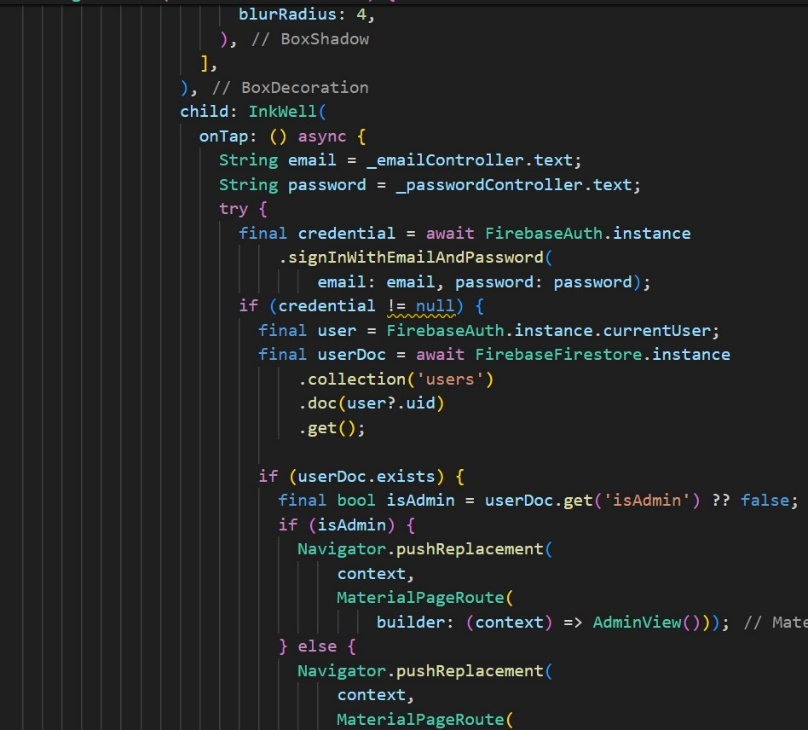 blurRadius: 4,
), // BoxShadow
],
), // BoxDecoration
child: InkWell(
onTap: () async {
String email = _emailController.text;
String password = _passwordController.text;
try {
final credential = await FirebaseAuth.instance
.signInWithEmailAndPassword(
email: email, password: password);
if (credential != null) {
final user = FirebaseAuth.instance.currentUser;
final userDoc = await FirebaseFirestore.instance
.collection('users')
.doc(user?.uid)
.get();
if (userDoc.exists) {
final bool isAdmin = userDoc.get('isAdmin') ?? false;
if (isAdmin) {
Navigator.pushReplacement(
context,
MaterialPageRoute(
builder: (context) => AdminView())); // Mate
} else {
Navigator.pushReplacement(
context,
MaterialPageRoute(